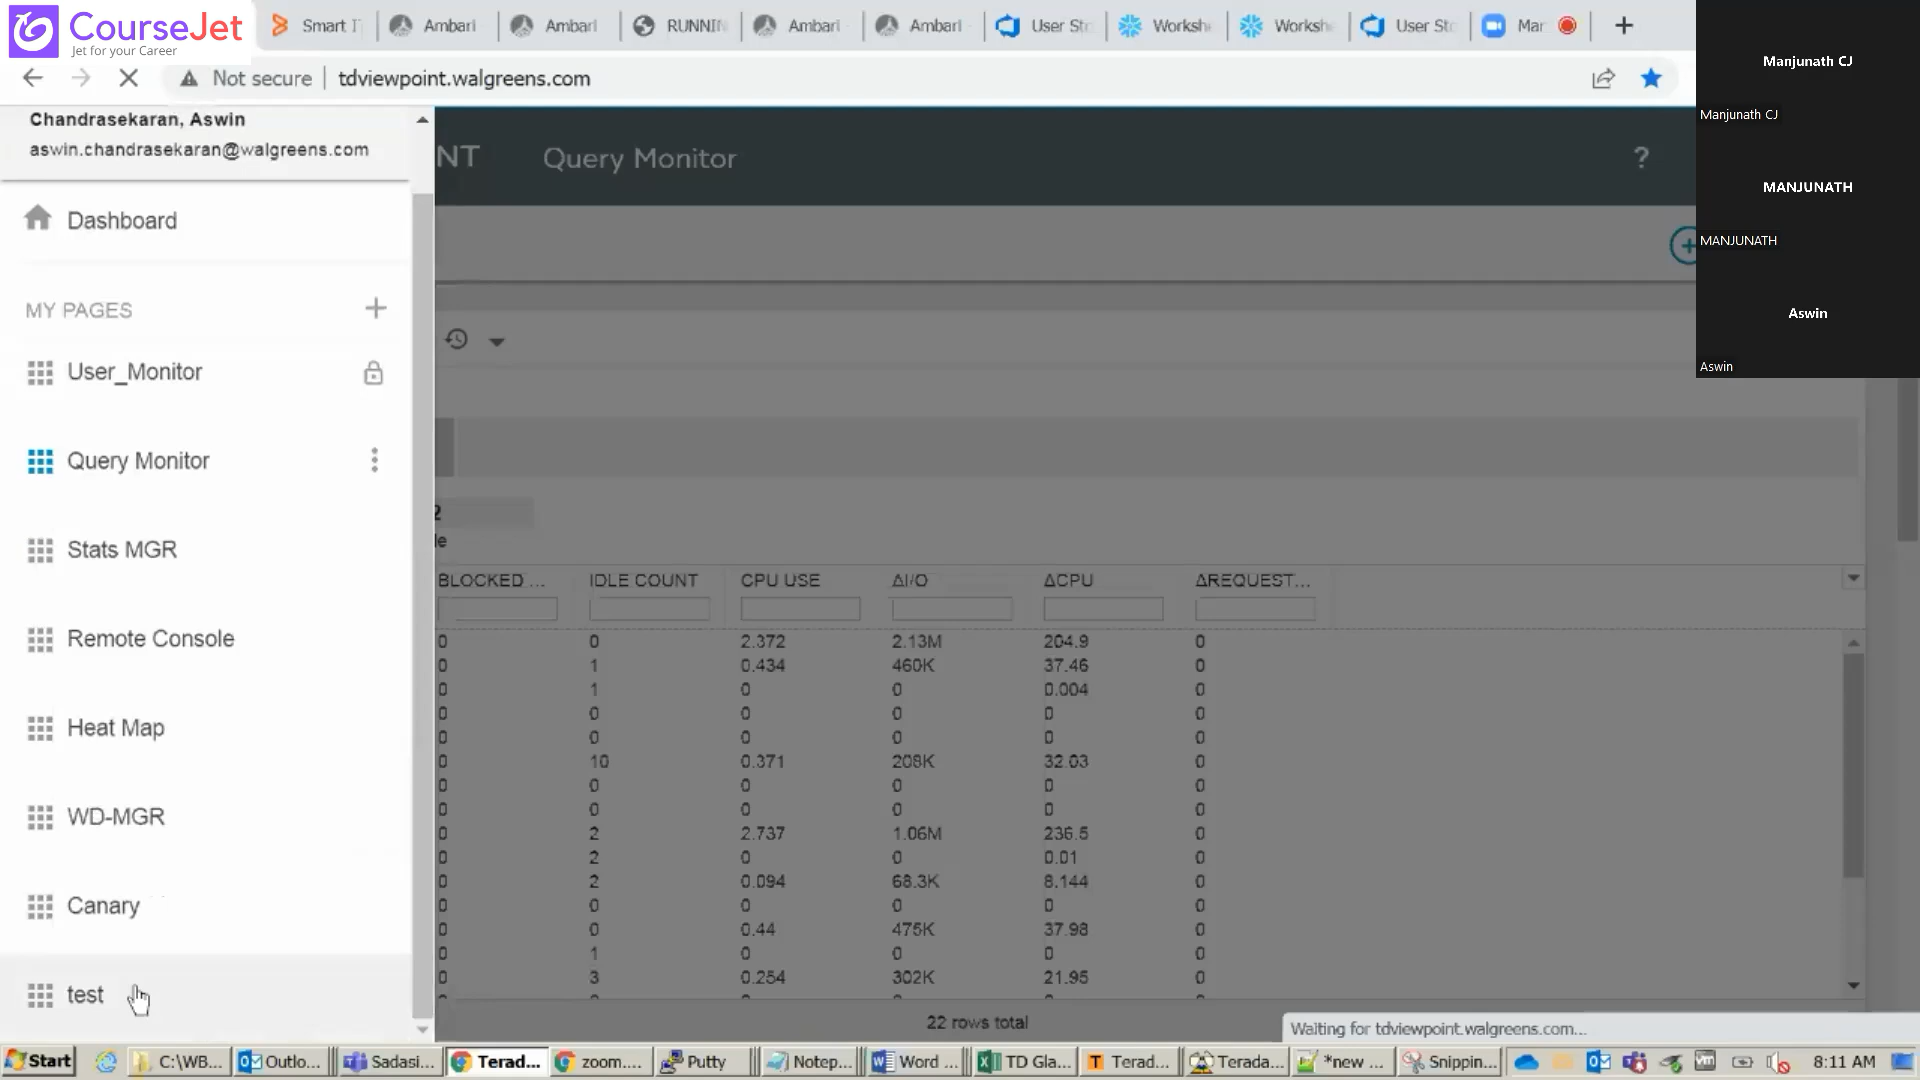 CourseJet
Jet for your Career
Smart I
Ambari
Ambari
RUNNIN
Ambari
Ambari
User Sto
Workshe
Workshe
User Sto
Mar
Not secure
tdviewpoint.walgreens.com
Chandrasekaran, Aswin
aswin.chandrasekaran@walgreens.com
NT
Query Monitor
?
Dashboard
MY PAGES
User_Monitor
Query Monitor
Stats MGR
Remote Console
Heat Map
WD-MGR
Canary
test
2
le
BLOCKED ... IDLE COUNT CPU USE ΔI/O ΔCPU ΔREQUEST...
0 0 2.372 2.13M 204.9 0
0 1 0.434 460K 37.46 0
0 1 0 0 0.004 0
0 0 0 0 0 0
0 0 0 0 0 0
0 10 0.371 208K 32.03 0
0 0 0 0 0 0
0 0 0 0 0 0
0 2 2.737 1.06M 236.5 0
0 2 0 0 0.01 0
0 2 0.094 68.3K 8.144 0
0 0 0 0 0 0
0 0 0.44 475K 37.98 0
0 1 0 0 0 0
0 3 0.254 302K 21.95 0
22 rows total
Waiting for tdviewpoint.walgreens.com...
Manjunath CJ
Manjunath CJ
MANJUNATH
MANJUNATH
Aswin
Aswin
Start
C:\WB...
Outlo...
Sadasi...
Terad...
zoom....
Putty
Notep...
Word ...
TD Gla...
Terad...
Terada...
*new ...
Snippin...
8:11 AM